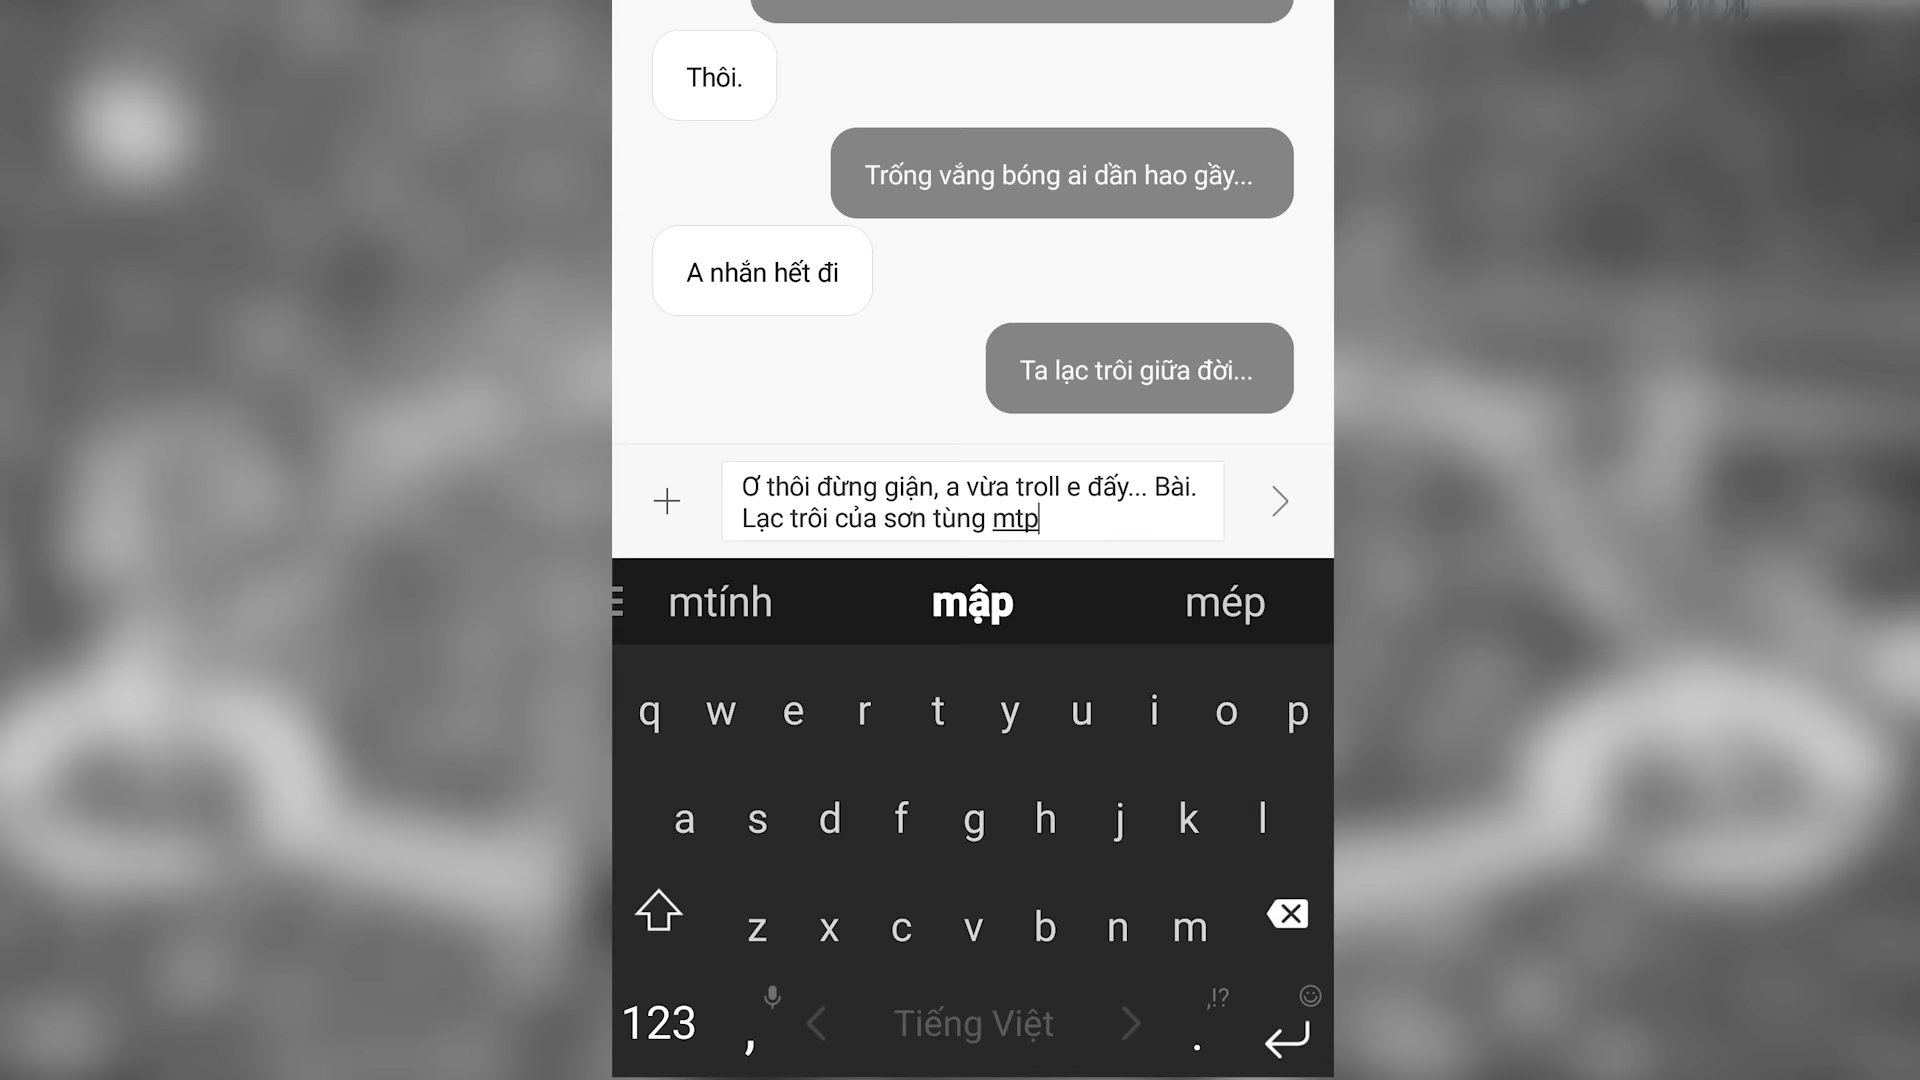 Thôi.
Trống vắng bóng ai dần hao gầy...
A nhắn hết đi
Ta lạc trôi giữa đời...
Ơ thôi đừng giận, a vừa troll e đấy... Bài.
Lạc trôi của sơn tùng mtp
mtính mập mép
q w e r t y u i o p
a s d f g h j k l
z x c v b n m
123 , Tiếng Việt . ,!?